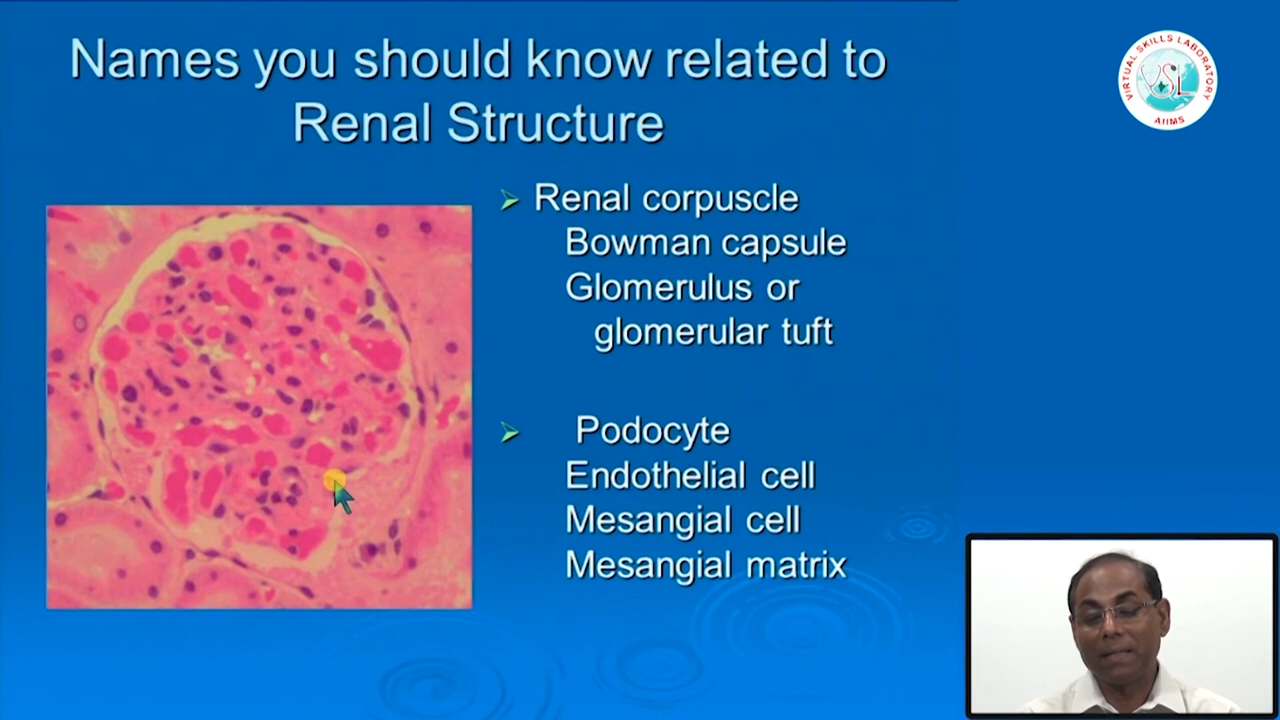 Names you should know related to
Renal Structure
VIRTUAL SKILLS LABORATORY
VSL
AIIMS
Renal corpuscle
Bowman capsule
Glomerulus or
glomerular tuft
Podocyte
Endothelial cell
Mesangial cell
Mesangial matrix